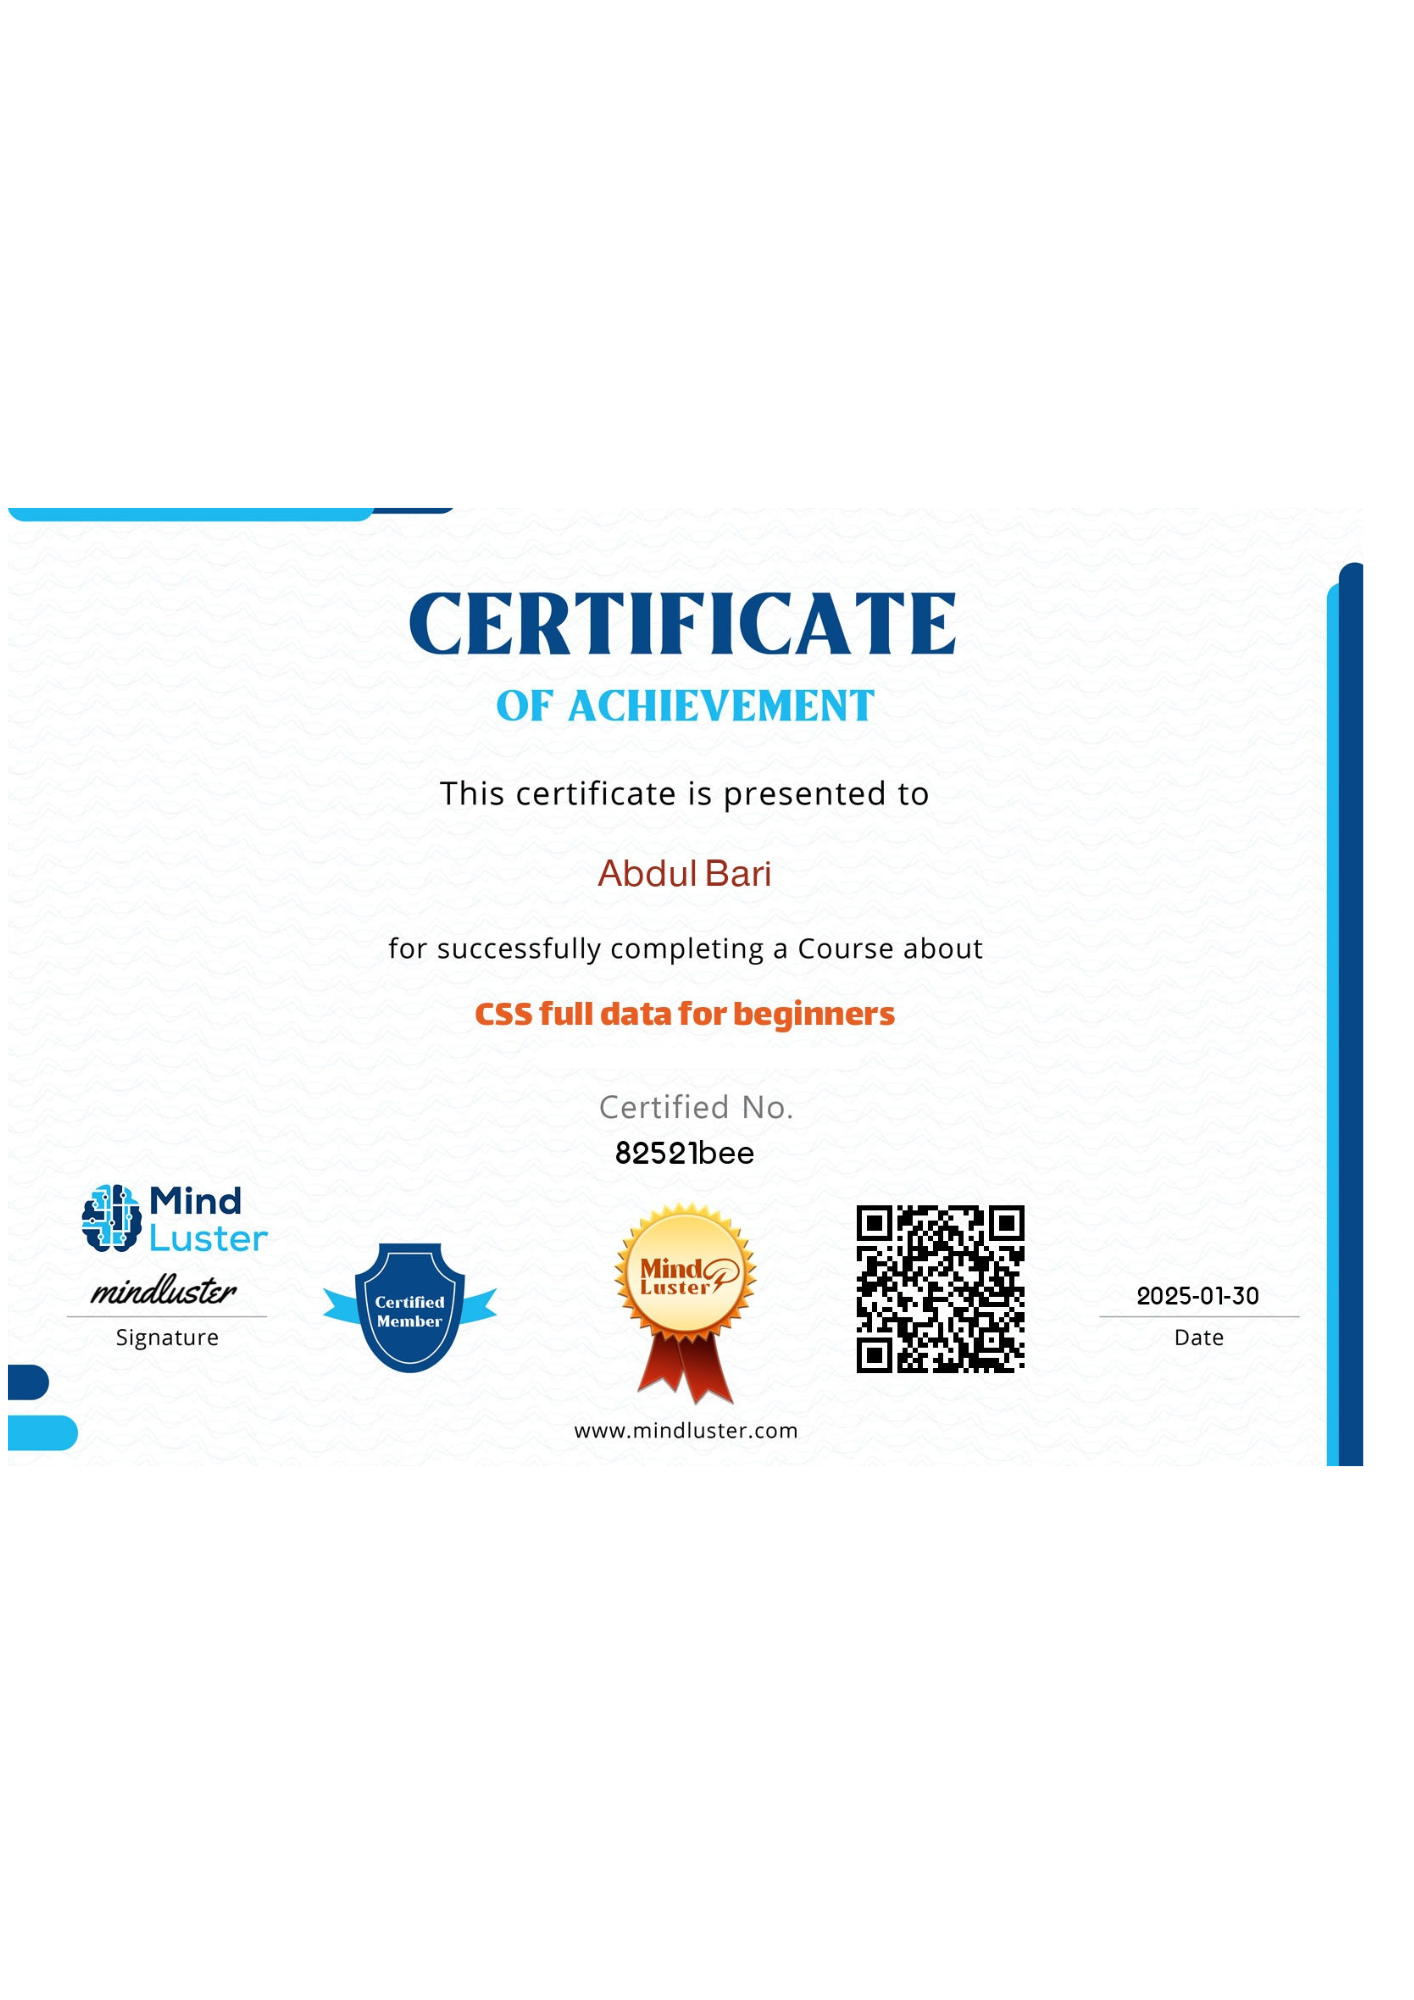 CERTIFICATE
OF ACHIEVEMENT
This certificate is presented to
Abdul Bari
for successfully completing a Course about
CSS full data for beginners
Certified No.
82521bee
Mind
Luster
mindluster
Signature
Certified
Member
Mind
Luster
2025-01-30
Date
www.mindluster.com